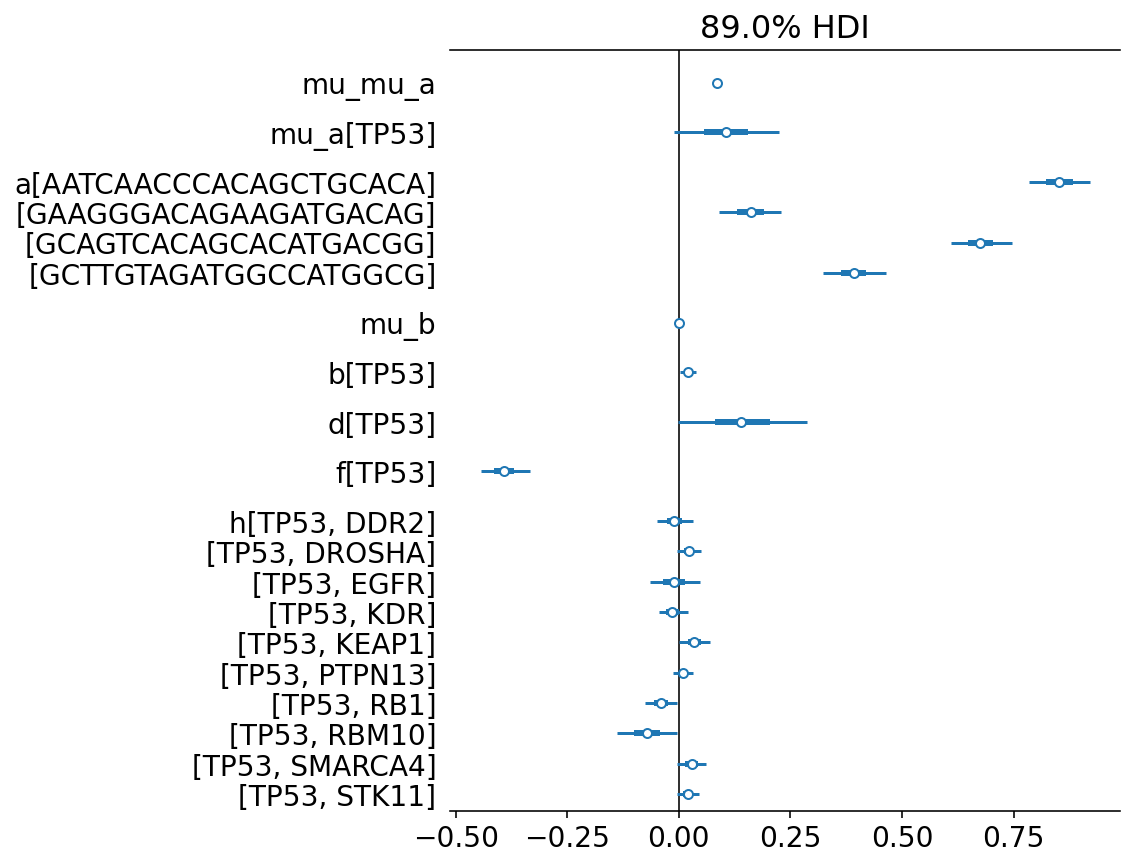 89.0% HDI
mu_mu_a
mu_a[TP53]
a[AATCAACCCACAGCTGCACA]
[GAAGGGACAGAAGATGACAG]
[GCAGTCACAGCACATGACGG]
[GCTTGTAGATGGCCATGGCG]
mu_b
b[TP53]
d[TP53]
f[TP53]
h[TP53, DDR2]
[TP53, DROSHA]
[TP53, EGFR]
[TP53, KDR]
[TP53, KEAP1]
[TP53, PTPN13]
[TP53, RB1]
[TP53, RBM10]
[TP53, SMARCA4]
[TP53, STK11]
−0.50 −0.25 0.00 0.25 0.50 0.75